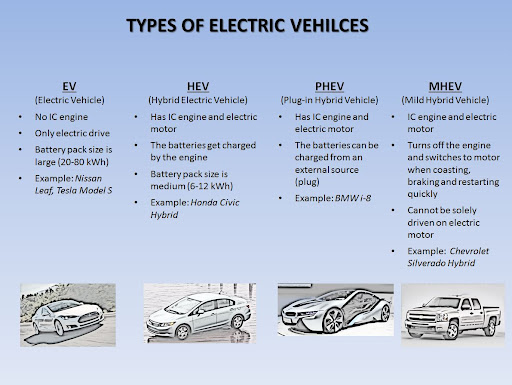 TYPES OF ELECTRIC VEHILCES
EV
(Electric Vehicle)
• No IC engine
• Only electric drive
• Battery pack size is
large (20-80 kWh)
• Example: Nissan
Leaf, Tesla Model S
HEV
(Hybrid Electric Vehicle)
• Has IC engine and electric
motor
• The batteries get charged
by the engine
• Battery pack size is
medium (6-12 kWh)
• Example: Honda Civic
Hybrid
PHEV
(Plug-in Hybrid Vehicle)
• Has IC engine and
electric motor
• The batteries can be
charged from an
external source
(plug)
• Example: BMW i-8
MHEV
(Mild Hybrid Vehicle)
• IC engine and electric
motor
• Turns off the engine
and switches to motor
when coasting,
braking and restarting
quickly
• Cannot be solely
driven on electric
motor
• Example: Chevrolet
Silverado Hybrid